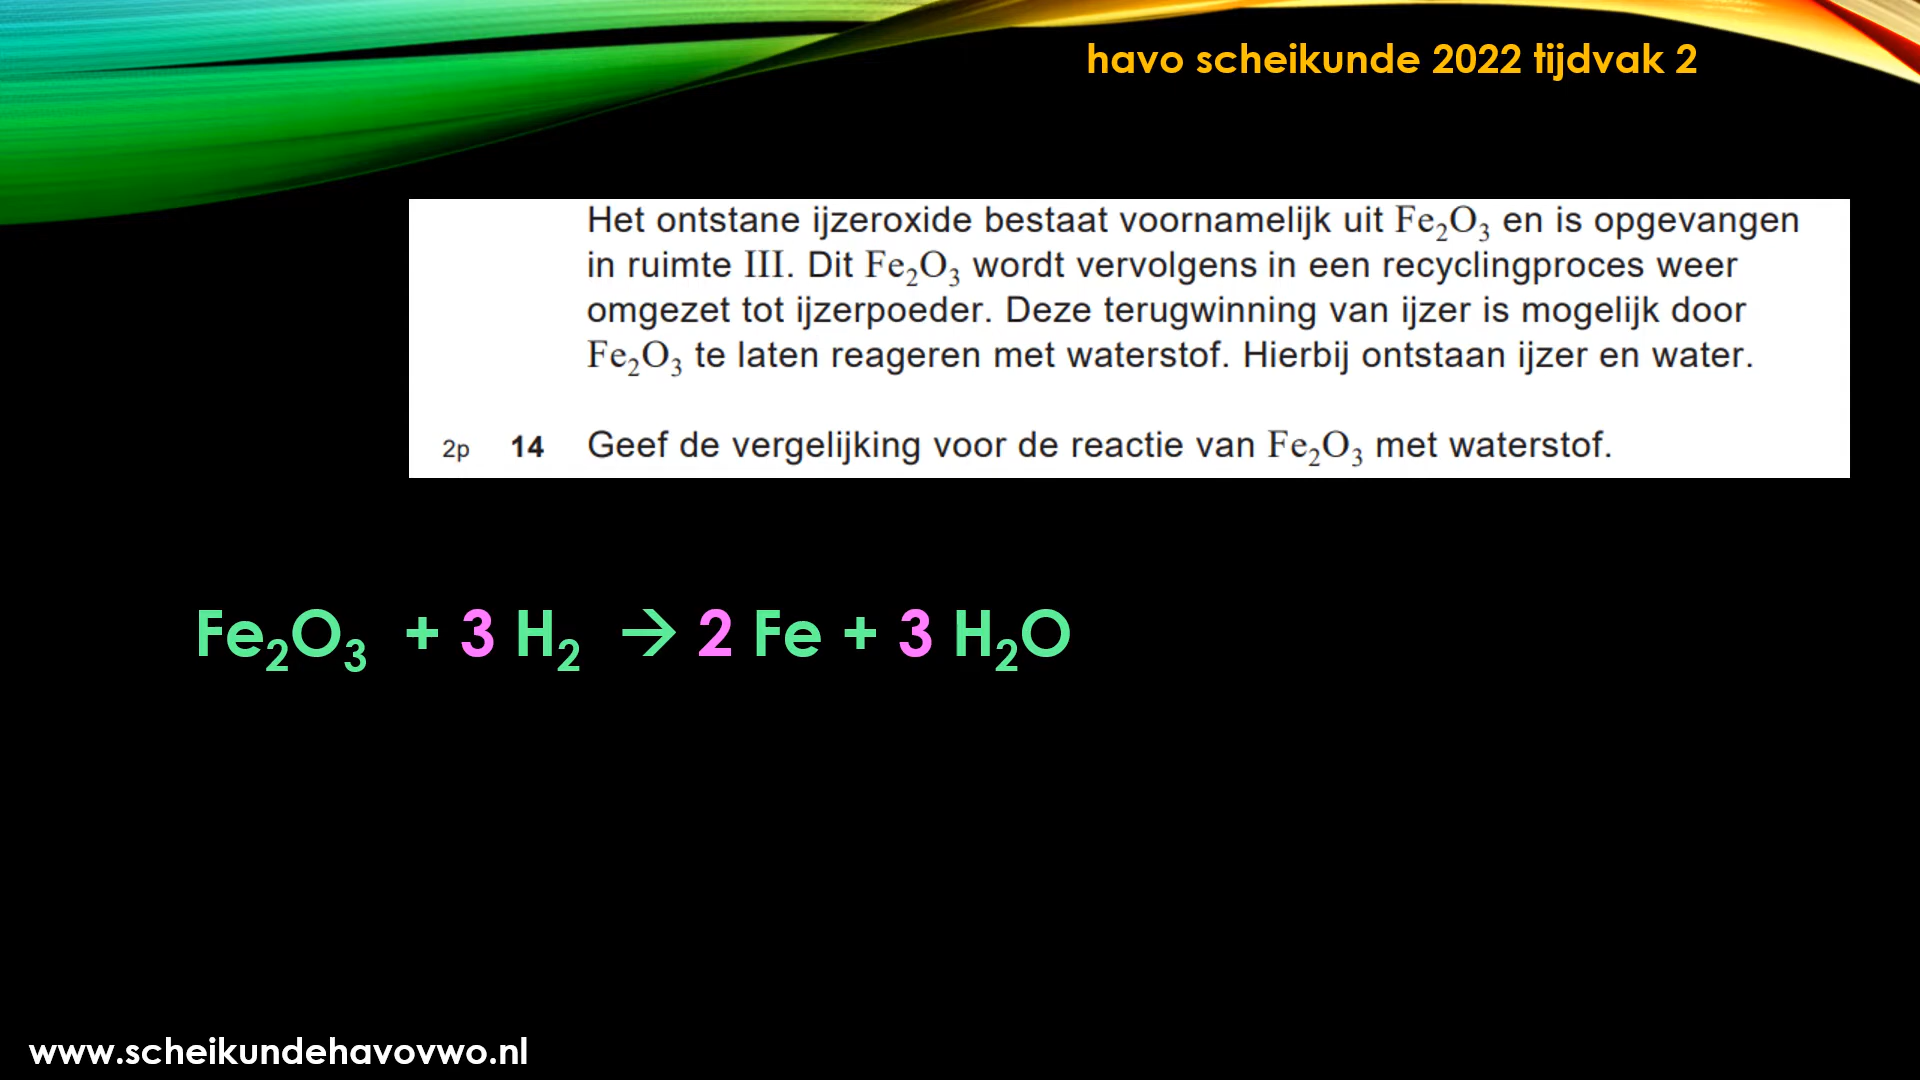 havo scheikunde 2022 tijdvak 2
Het ontstane ijzeroxide bestaat voornamelijk uit Fe₂O₃ en is opgevangen
in ruimte III. Dit Fe₂O₃ wordt vervolgens in een recyclingproces weer
omgezet tot ijzerpoeder. Deze terugwinning van ijzer is mogelijk door
Fe₂O₃ te laten reageren met waterstof. Hierbij ontstaan ijzer en water.
2p 14 Geef de vergelijking voor de reactie van Fe₂O₃ met waterstof.
Fe₂O₃ + 3 H₂ → 2 Fe + 3 H₂O
www.scheikundehavovwo.nl